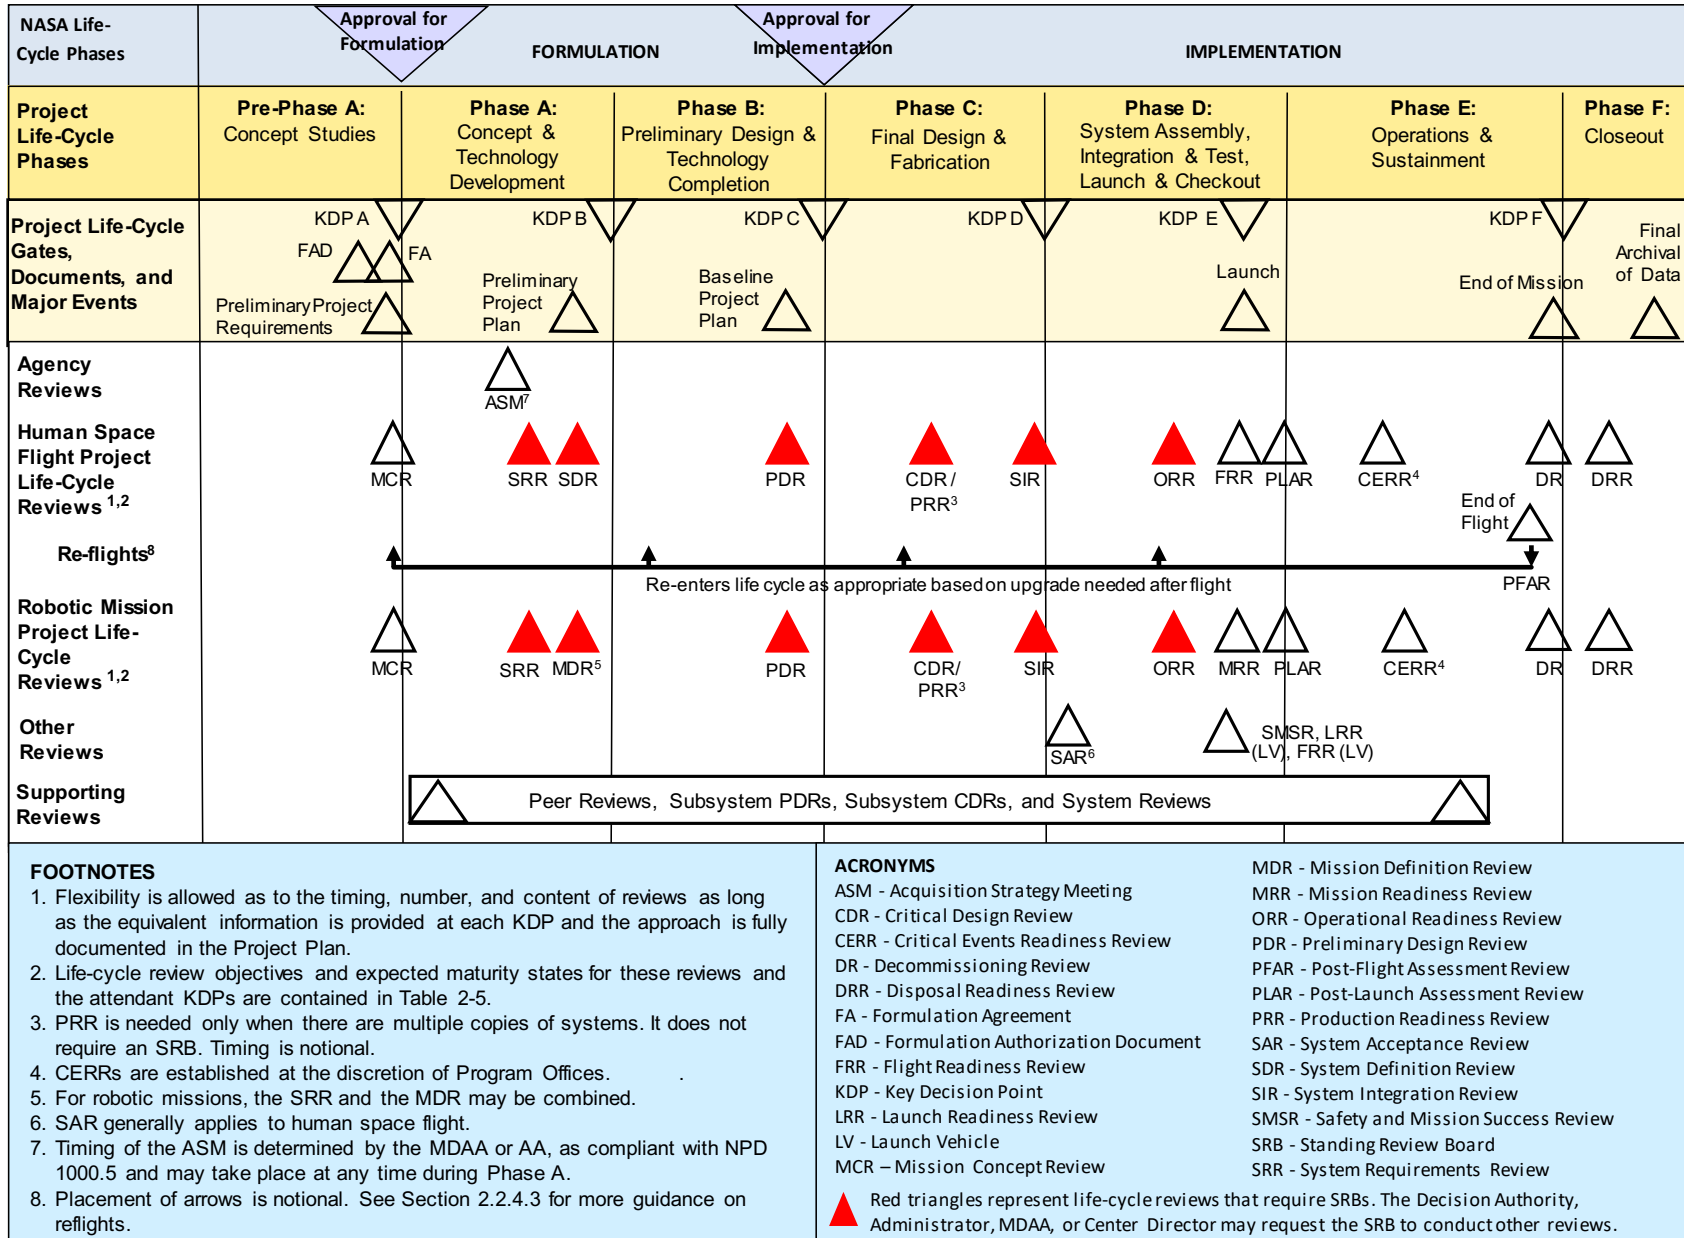 NASA Life-
Cycle Phases
Approval for
Formulation
FORMULATION
Approval for
Implementation
IMPLEMENTATION
Project
Life-Cycle
Phases
Pre-Phase A:
Concept Studies
Phase A:
Concept &
Technology
Development
Phase B:
Preliminary Design &
Technology
Completion
Phase C:
Final Design &
Fabrication
Phase D:
System Assembly,
Integration & Test,
Launch & Checkout
Phase E:
Operations &
Sustainment
Phase F:
Closeout
Project Life-Cycle
Gates,
Documents, and
Major Events
KDP A
FAD
FA
Preliminary Project
Requirements
KDP B
Preliminary
Project
Plan
KDP C
Baseline
Project
Plan
KDP D
KDP E
Launch
KDP F
End of Mission
Final
Archival
of Data
Agency
Reviews
ASM7
Human Space
Flight Project
Life-Cycle
Reviews 1,2
MCR
SRR
SDR
PDR
CDR /
PRR3
SIR
ORR
FRR
PLAR
CERR4
DR
DRR
End of
Flight
Re-flights8
Re-enters life cycle as appropriate based on upgrade needed after flight
PFAR
Robotic Mission
Project Life-
Cycle
Reviews 1,2
MCR
SRR
MDR5
PDR
CDR/
PRR3
SIR
ORR
MRR
PLAR
CERR4
DR
DRR
Other
Reviews
SAR6
SMSR, LRR
(LV), FRR (LV)
Supporting
Reviews
Peer Reviews, Subsystem PDRs, Subsystem CDRs, and System Reviews
FOOTNOTES
1. Flexibility is allowed as to the timing, number, and content of reviews as long
as the equivalent information is provided at each KDP and the approach is fully
documented in the Project Plan.
2. Life-cycle review objectives and expected maturity states for these reviews and
the attendant KDPs are contained in Table 2-5.
3. PRR is needed only when there are multiple copies of systems. It does not
require an SRB. Timing is notional.
4. CERRs are established at the discretion of Program Offices. .
5. For robotic missions, the SRR and the MDR may be combined.
6. SAR generally applies to human space flight.
7. Timing of the ASM is determined by the MDAA or AA, as compliant with NPD
1000.5 and may take place at any time during Phase A.
8. Placement of arrows is notional. See Section 2.2.4.3 for more guidance on
reflights.
ACRONYMS
ASM - Acquisition Strategy Meeting
CDR - Critical Design Review
CERR - Critical Events Readiness Review
DR - Decommissioning Review
DRR - Disposal Readiness Review
FA - Formulation Agreement
FAD - Formulation Authorization Document
FRR - Flight Readiness Review
KDP - Key Decision Point
LRR - Launch Readiness Review
LV - Launch Vehicle
MCR – Mission Concept Review
MDR - Mission Definition Review
MRR - Mission Readiness Review
ORR - Operational Readiness Review
PDR - Preliminary Design Review
PFAR - Post-Flight Assessment Review
PLAR - Post-Launch Assessment Review
PRR - Production Readiness Review
SAR - System Acceptance Review
SDR - System Definition Review
SIR - System Integration Review
SMSR - Safety and Mission Success Review
SRB - Standing Review Board
SRR - System Requirements Review
Red triangles represent life-cycle reviews that require SRBs. The Decision Authority,
Administrator, MDAA, or Center Director may request the SRB to conduct other reviews.